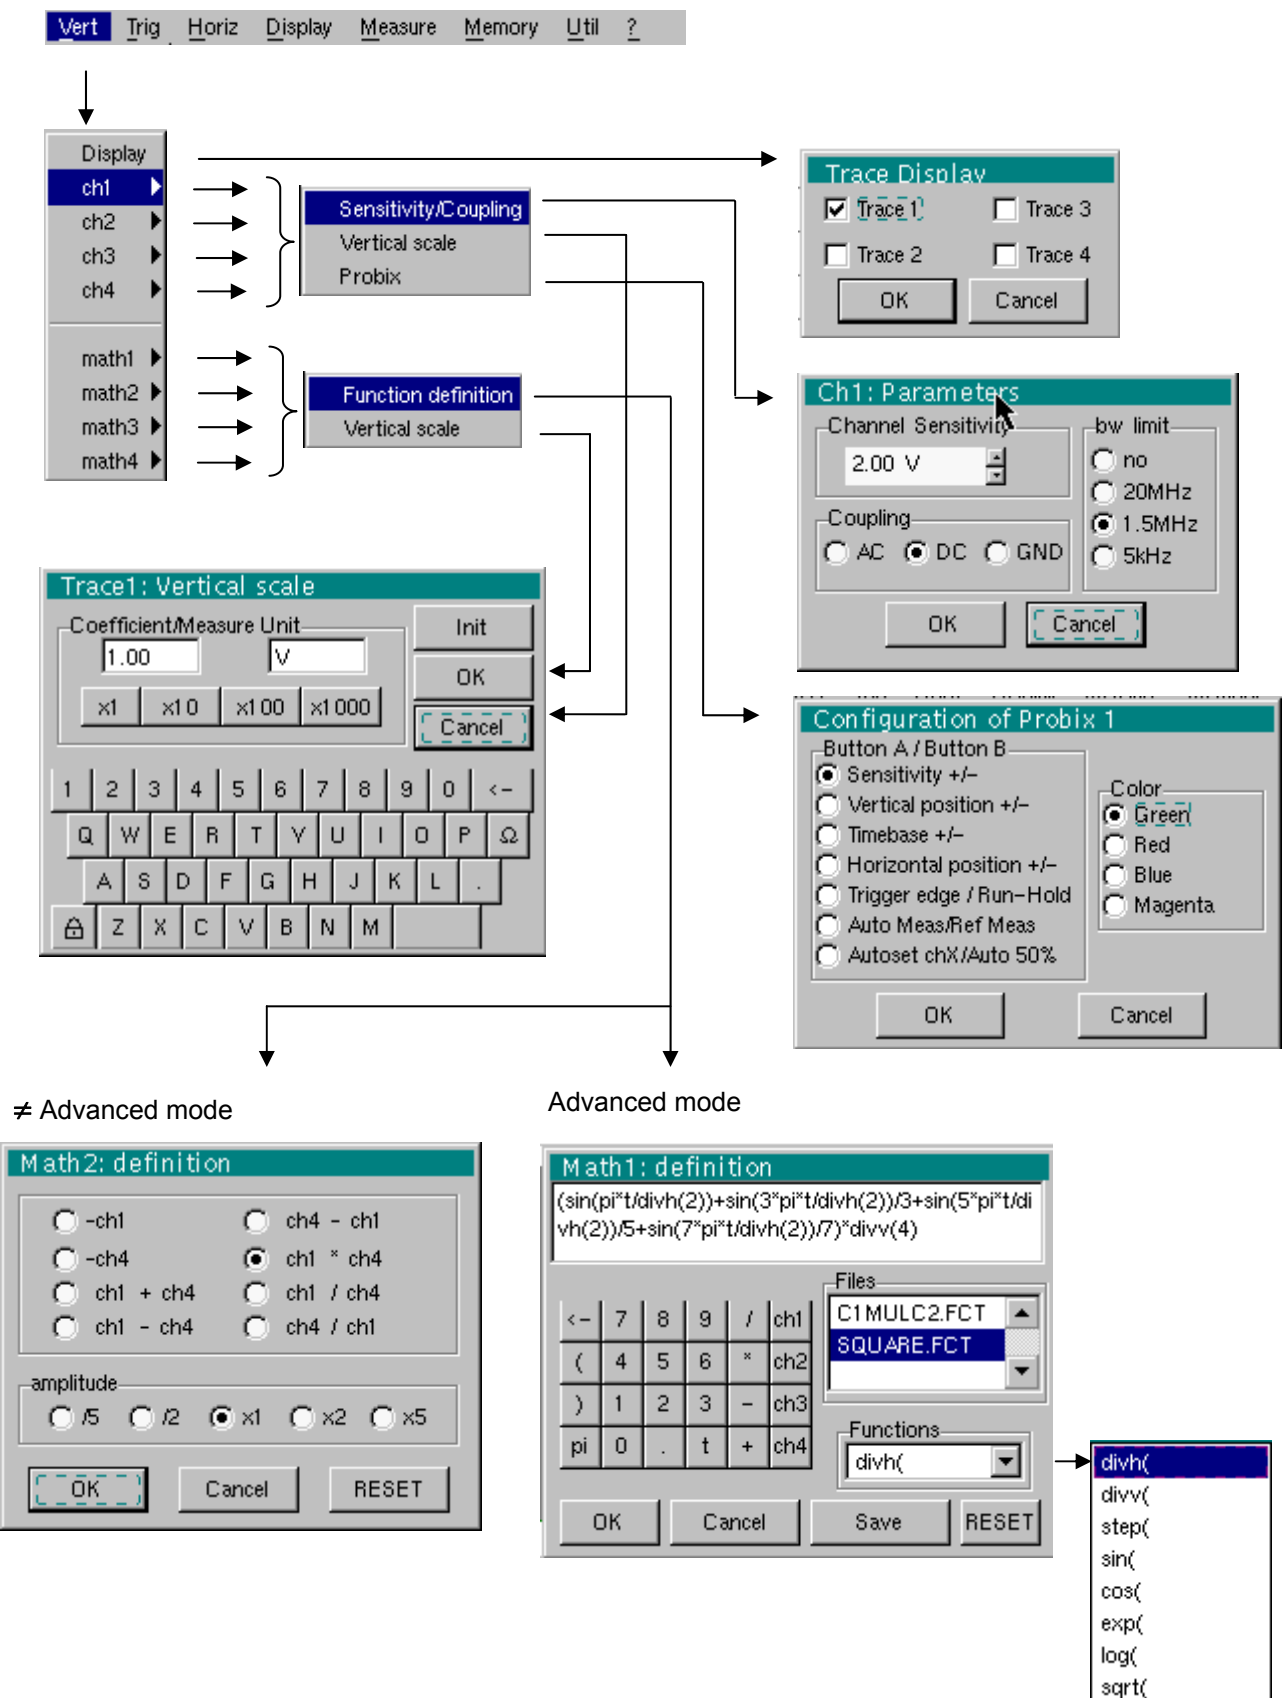 Vert Trig Horiz Display Measure Memory Util ?
Display
ch1
ch2
ch3
ch4
math1
math2
math3
math4
Sensitivity/Coupling
Vertical scale
Probix
Function definition
Vertical scale
Trace Display
Trace 1 Trace 3
Trace 2 Trace 4
OK Cancel
Ch1: Parameters
Channel Sensitivity
2.00 V
Coupling
AC DC GND
bw limit
no
20MHz
1.5MHz
5kHz
OK Cancel
Trace1: Vertical scale
Coefficient/Measure Unit
1.00 V
x1 x10 x100 x1000
Init
OK
Cancel
1 2 3 4 5 6 7 8 9 0 <-
Q W E R T Y U I O P Ω
A S D F G H J K L .
Z X C V B N M
Configuration of Probix 1
Button A / Button B
Sensitivity +/-
Vertical position +/-
Timebase +/-
Horizontal position +/-
Trigger edge / Run-Hold
Auto Meas/Ref Meas
Autoset chX/Auto 50%
Color
Green
Red
Blue
Magenta
OK Cancel
≠ Advanced mode
Math2: definition
-ch1 ch4 - ch1
-ch4 ch1 * ch4
ch1 + ch4 ch1 / ch4
ch1 - ch4 ch4 / ch1
amplitude
/5 /2 x1 x2 x5
OK Cancel RESET
Advanced mode
Math1: definition
(sin(pi*t/divh(2))+sin(3*pi*t/divh(2))/3+sin(5*pi*t/di
vh(2))/5+sin(7*pi*t/divh(2))/7)*divv(4)
<- 7 8 9 / ch1
( 4 5 6 * ch2
) 1 2 3 - ch3
pi 0 . t + ch4
Files
C1MULC2.FCT
SQUARE.FCT
Functions
divh(
OK Cancel Save RESET
divh(
divv(
step(
sin(
cos(
exp(
log(
sqrt(